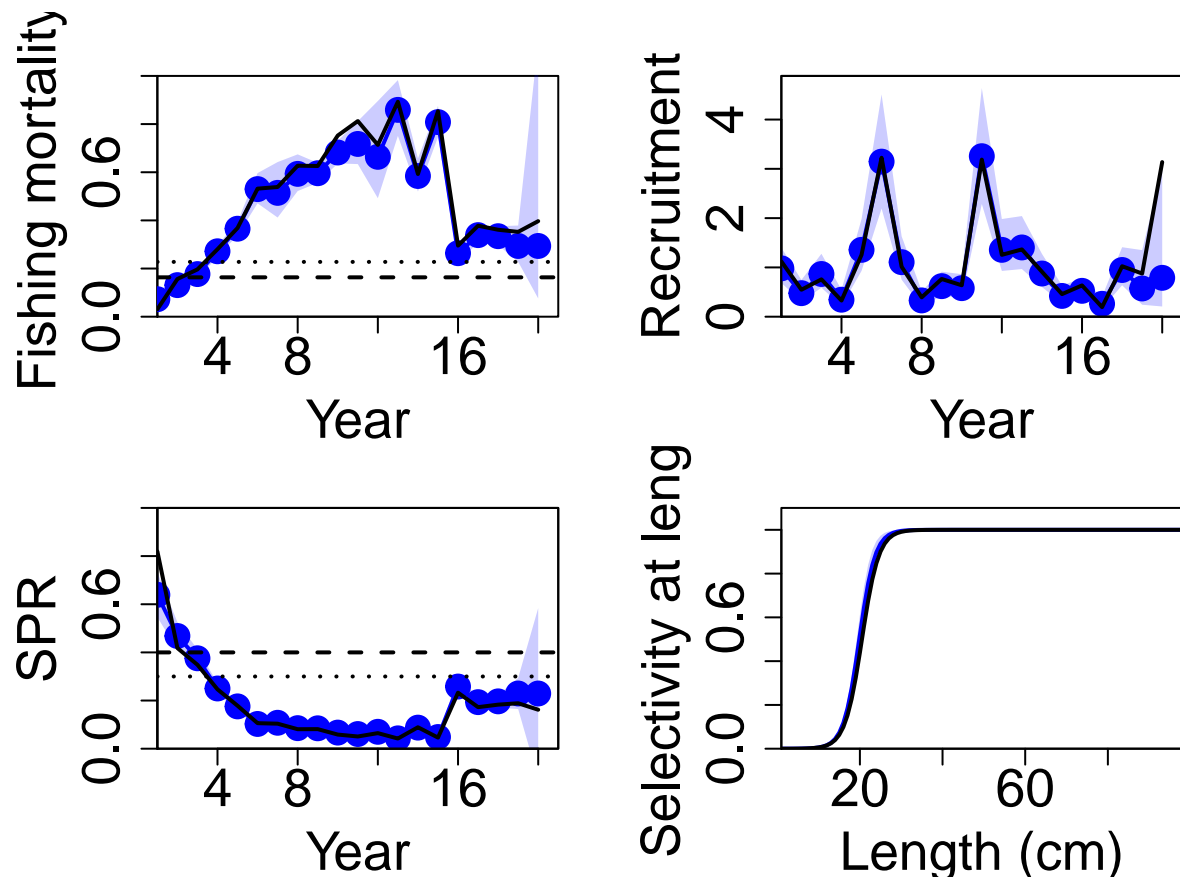 Fishing mortality
0.0 0.6
4 8 16
Year
Recruitment
0 2 4
4 8 16
Year
SPR
0.0 0.6
4 8 16
Year
Selectivity at leng
0.0 0.6
20 60
Length (cm)